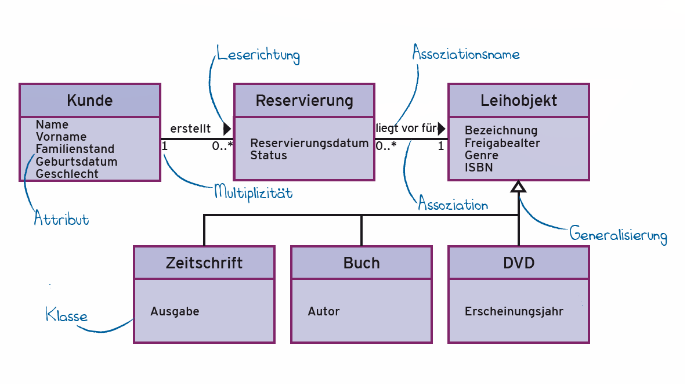 Leserichtung
Assoziationsname
Kunde
Name
Vorname
Familienstand
Geburtsdatum
Geschlecht
erstellt
1
0..*
Reservierung
Reservierungsdatum
Status
liegt vor für
0..*
1
Leihobjekt
Bezeichnung
Freigabealter
Genre
ISBN
Attribut
Multiplizität
Assoziation
Generalisierung
Zeitschrift
Ausgabe
Buch
Autor
DVD
Erscheinungsjahr
Klasse